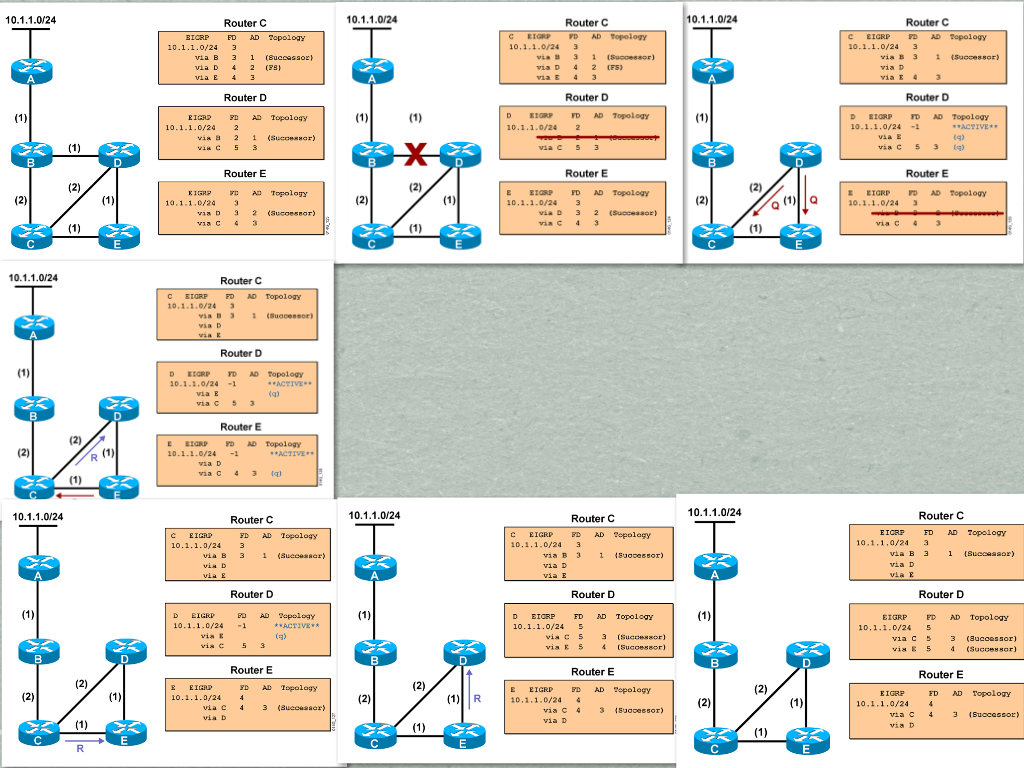 10.1.1.0/24
A
(1)
B
(1)
D
(2)
(2)
(1)
C
(1)
E
Router C
EIGRP FD AD Topology
10.1.1.0/24 3
via B 3 1 (Successor)
via D 4 2 (FS)
via E 4 3
Router D
EIGRP FD AD Topology
10.1.1.0/24 2
via B 2 1 (Successor)
via C 5 3
Router E
EIGRP FD AD Topology
10.1.1.0/24 3
via D 3 2 (Successor)
via C 4 3
10.1.1.0/24
A
(1)
(1)
B
X
D
(2)
(2)
(1)
C
(1)
E
Router C
C EIGRP FD AD Topology
10.1.1.0/24 3
via B 3 1 (Successor)
via D 4 2 (FS)
via E 4 3
Router D
D EIGRP FD AD Topology
10.1.1.0/24 2
via B 2 1 (Successor)
via C 5 3
Router E
E EIGRP FD AD Topology
10.1.1.0/24 3
via D 3 2 (Successor)
via C 4 3
10.1.1.0/24
A
(1)
B
D
(2)
(2)
Q
(1)
Q
C
(1)
E
Router C
C EIGRP FD AD Topology
10.1.1.0/24 3
via B 3 1 (Successor)
via D
via E 4 3
Router D
D EIGRP FD AD Topology
10.1.1.0/24 -1 **ACTIVE**
via E (q)
via C 5 3 (q)
Router E
E EIGRP FD AD Topology
10.1.1.0/24 3
via D 3 2 (Successor)
via C 4 3
10.1.1.0/24
A
(1)
B
D
(2)
(2)
R
(1)
C
(1)
E
Router C
C EIGRP FD AD Topology
10.1.1.0/24 3
via B 3 1 (Successor)
via D
via E
Router D
D EIGRP FD AD Topology
10.1.1.0/24 -1 **ACTIVE**
via E (q)
via C 5 3
Router E
E EIGRP FD AD Topology
10.1.1.0/24 -1 **ACTIVE**
via D
via C 4 3 (q)
10.1.1.0/24
A
(1)
B
D
(2)
(2)
(1)
C
(1)
E
R
Router C
C EIGRP FD AD Topology
10.1.1.0/24 3
via B 3 1 (Successor)
via D
via E
Router D
D EIGRP FD AD Topology
10.1.1.0/24 -1 **ACTIVE**
via E (q)
via C 5 3
Router E
E EIGRP FD AD Topology
10.1.1.0/24 4
via C 4 3 (Successor)
via D
10.1.1.0/24
A
(1)
B
D
(2)
(2)
(1)
R
C
(1)
E
Router C
C EIGRP FD AD Topology
10.1.1.0/24 3
via B 3 1 (Successor)
via D
via E
Router D
D EIGRP FD AD Topology
10.1.1.0/24 5
via C 5 3 (Successor)
via E 5 4 (Successor)
Router E
E EIGRP FD AD Topology
10.1.1.0/24 4
via C 4 3 (Successor)
via D
10.1.1.0/24
A
(1)
B
D
(2)
(2)
(1)
C
(1)
E
Router C
EIGRP FD AD Topology
10.1.1.0/24 3
via B 3 1 (Successor)
via D
via E
Router D
EIGRP FD AD Topology
10.1.1.0/24 5
via C 5 3 (Successor)
via E 5 4 (Successor)
Router E
EIGRP FD AD Topology
10.1.1.0/24 4
via C 4 3 (Successor)
via D